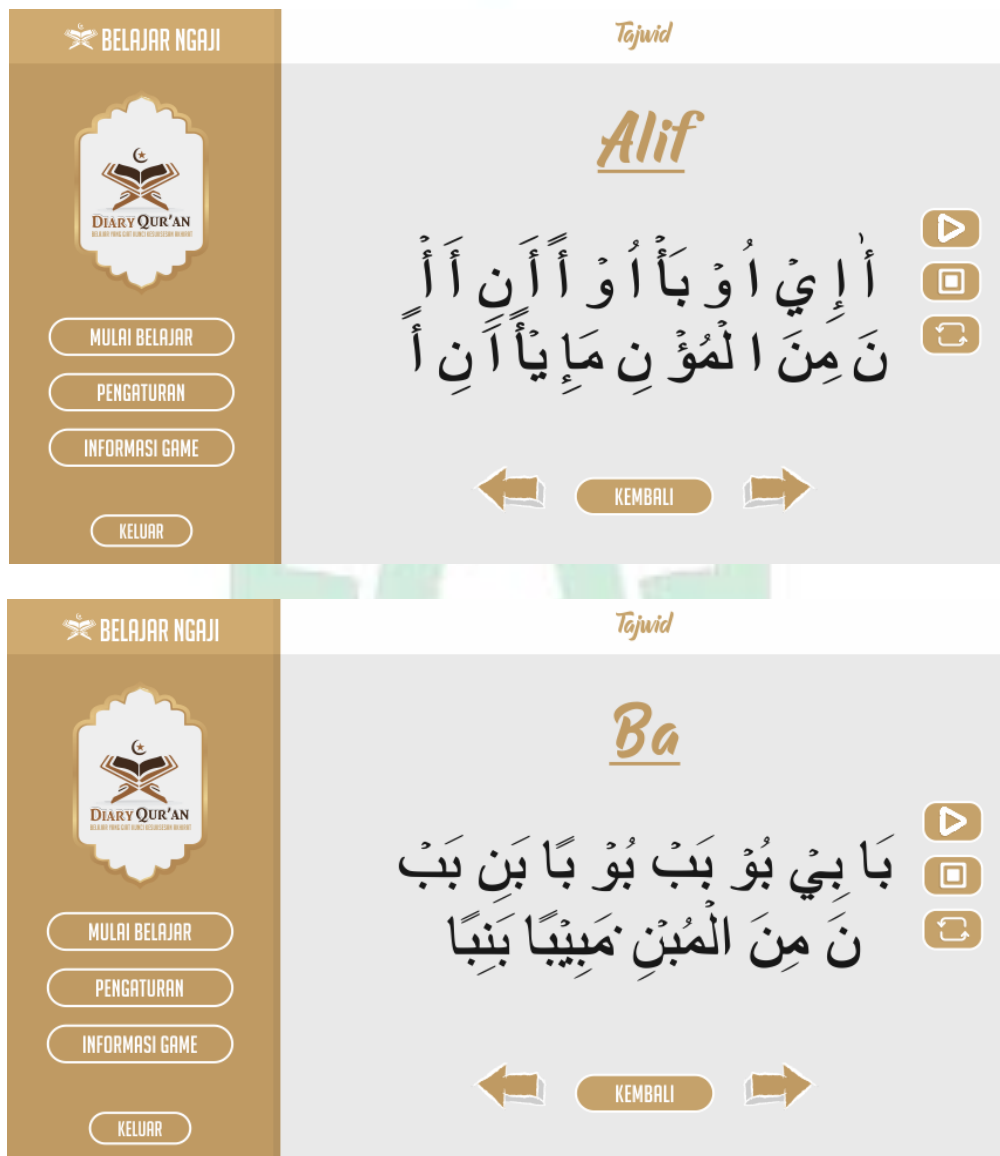 BELAJAR NGAJI
Tajwid
DIARY QUR'AN
MULAI BELAJAR
PENGATURAN
INFORMASI GAME
KELUAR
Alif
أٰ إِيۡ اُ وۡ بَأۡ اُ وۡ أً أَنِ أَ أۡ
نَ مِنَ الۡمُؤۡ نِ مَإِ يۡأً اَ نِ أً
KEMBALI
BELAJAR NGAJI
Tajwid
DIARY QUR'AN
MULAI BELAJAR
PENGATURAN
INFORMASI GAME
KELUAR
Ba
بَا بِيۡ بُوۡ بَبۡ بُوۡ بًا بَنِ بَبۡ
نَ مِنَ الۡمُبۡنِ مَبِيۡبًا بَنِبًا
KEMBALI